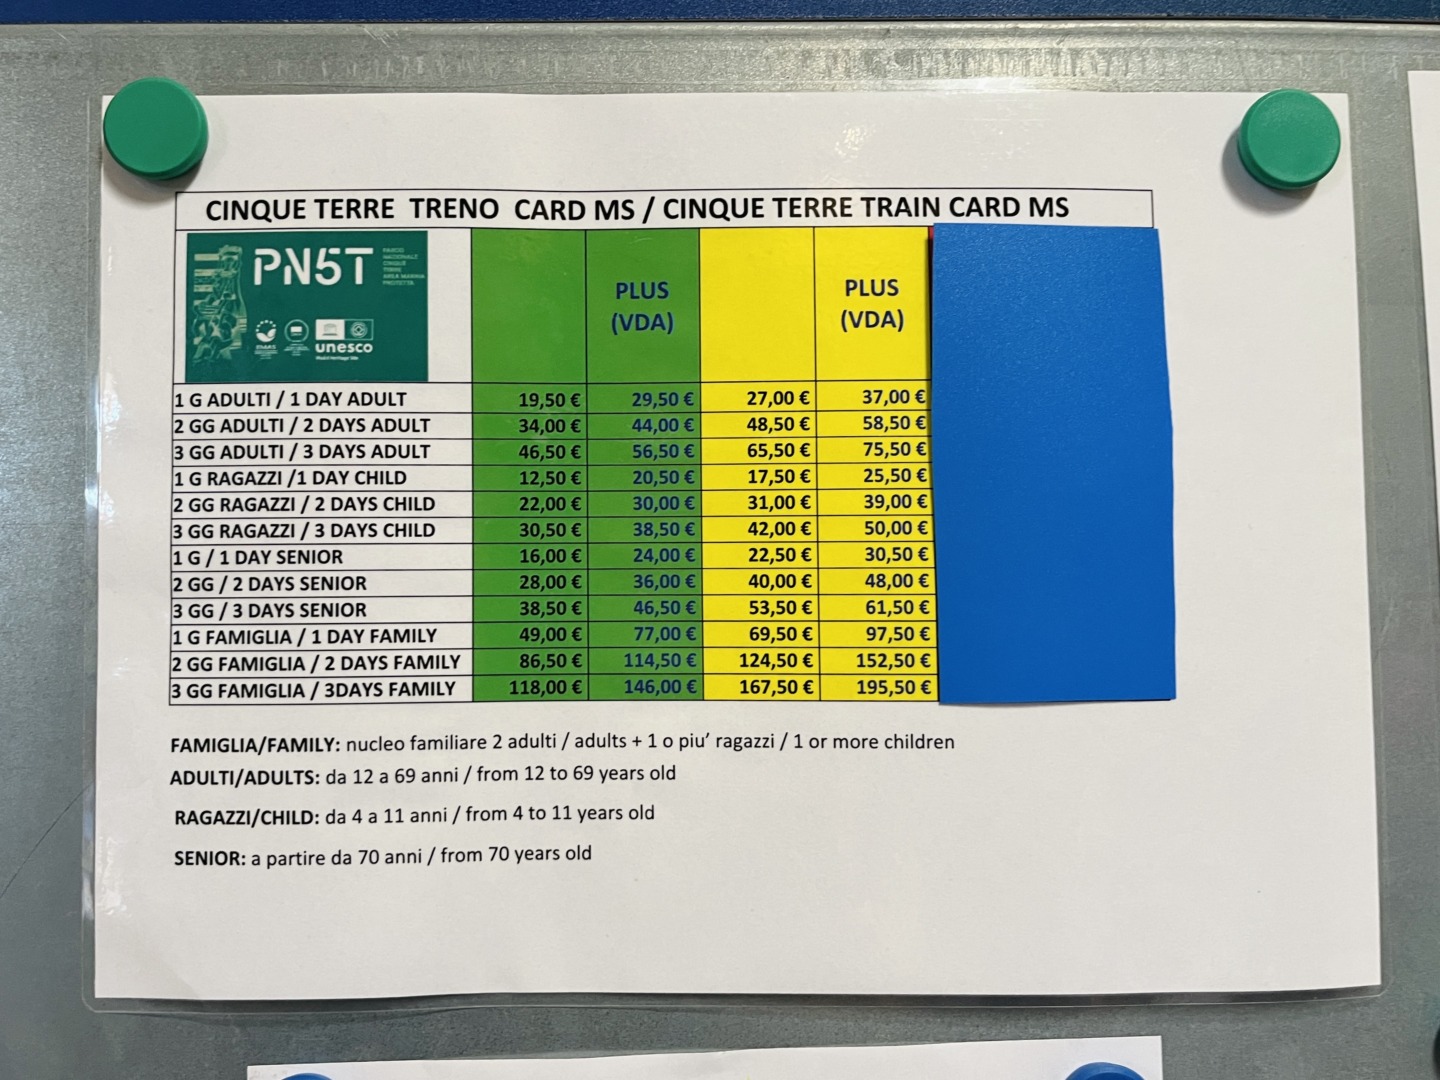 CINQUE TERRE TRENO CARD MS / CINQUE TERRE TRAIN CARD MS
PN5T
PARCO
NAZIONALE
CINQUE
TERRE
AREA MARINA
PROTETTA
unesco
PLUS
(VDA)
PLUS
(VDA)
1 G ADULTI / 1 DAY ADULT 19,50 € 29,50 € 27,00 € 37,00 €
2 GG ADULTI / 2 DAYS ADULT 34,00 € 44,00 € 48,50 € 58,50 €
3 GG ADULTI / 3 DAYS ADULT 46,50 € 56,50 € 65,50 € 75,50 €
1 G RAGAZZI /1 DAY CHILD 12,50 € 20,50 € 17,50 € 25,50 €
2 GG RAGAZZI / 2 DAYS CHILD 22,00 € 30,00 € 31,00 € 39,00 €
3 GG RAGAZZI / 3 DAYS CHILD 30,50 € 38,50 € 42,00 € 50,00 €
1 G / 1 DAY SENIOR 16,00 € 24,00 € 22,50 € 30,50 €
2 GG / 2 DAYS SENIOR 28,00 € 36,00 € 40,00 € 48,00 €
3 GG / 3 DAYS SENIOR 38,50 € 46,50 € 53,50 € 61,50 €
1 G FAMIGLIA / 1 DAY FAMILY 49,00 € 77,00 € 69,50 € 97,50 €
2 GG FAMIGLIA / 2 DAYS FAMILY 86,50 € 114,50 € 124,50 € 152,50 €
3 GG FAMIGLIA / 3DAYS FAMILY 118,00 € 146,00 € 167,50 € 195,50 €
FAMIGLIA/FAMILY: nucleo familiare 2 adulti / adults + 1 o piu’ ragazzi / 1 or more children
ADULTI/ADULTS: da 12 a 69 anni / from 12 to 69 years old
RAGAZZI/CHILD: da 4 a 11 anni / from 4 to 11 years old
SENIOR: a partire da 70 anni / from 70 years old